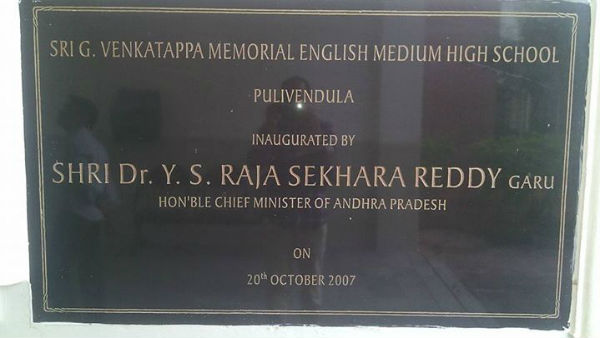 SRI G. VENKATAPPA MEMORIAL ENGLISH MEDIUM HIGH SCHOOL
PULIVENDULA
INAUGURATED BY
SHRI Dr. Y. S. RAJA SEKHARA REDDY GARU
HON'BLE CHIEF MINISTER OF ANDHRA PRADESH
ON
20th OCTOBER 2007